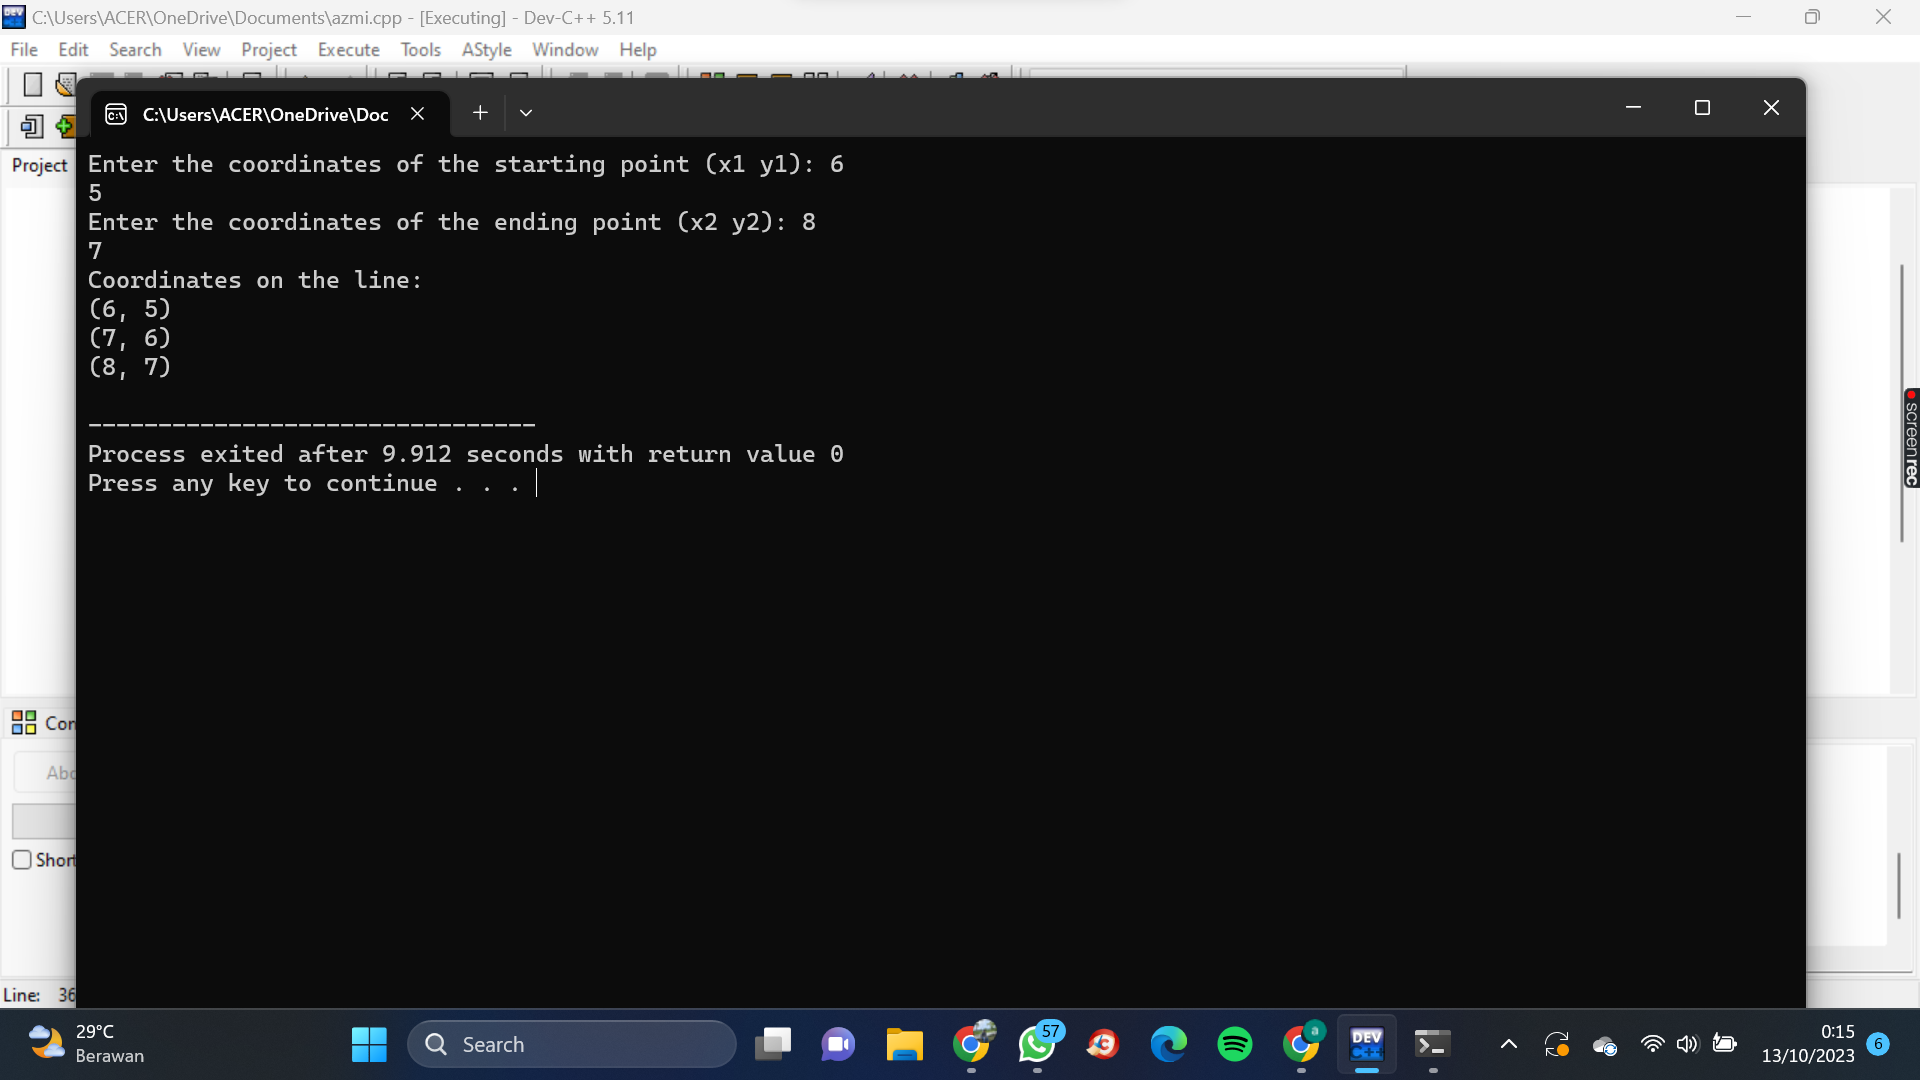 C:\Users\ACER\OneDrive\Documents\azmi.cpp - [Executing] - Dev-C++ 5.11
File Edit Search View Project Execute Tools AStyle Window Help
C:\Users\ACER\OneDrive\Doc
Project
Enter the coordinates of the starting point (x1 y1): 6
5
Enter the coordinates of the ending point (x2 y2): 8
7
Coordinates on the line:
(6, 5)
(7, 6)
(8, 7)
--------------------------------
Process exited after 9.912 seconds with return value 0
Press any key to continue . . .
screenrec
Line: 36
29°C
Berawan
Search
57
a
DEV
C++
0:15
13/10/2023
6